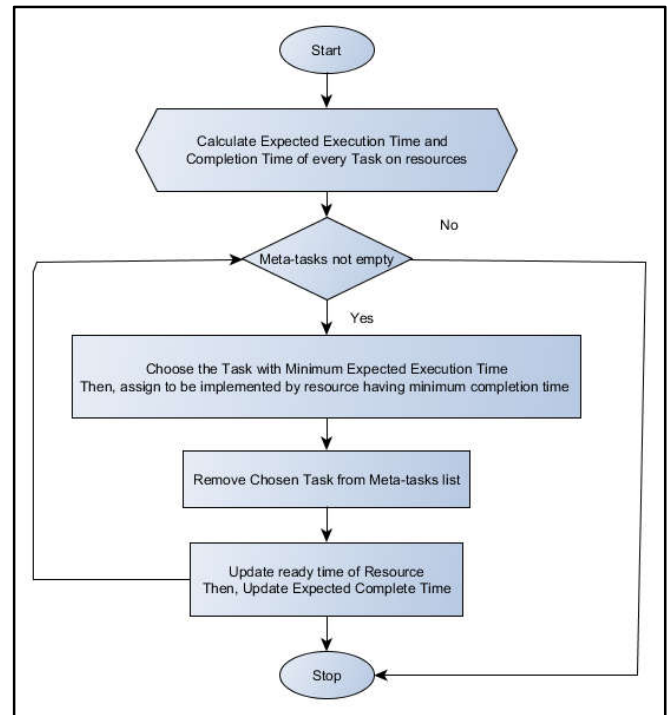 Start
Calculate Expected Execution Time and
Completion Time of every Task on resources
No
Meta-tasks not empty
Yes
Choose the Task with Minimum Expected Execution Time
Then, assign to be implemented by resource having minimum completion time
Remove Chosen Task from Meta-tasks list
Update ready time of Resource
Then, Update Expected Complete Time
Stop